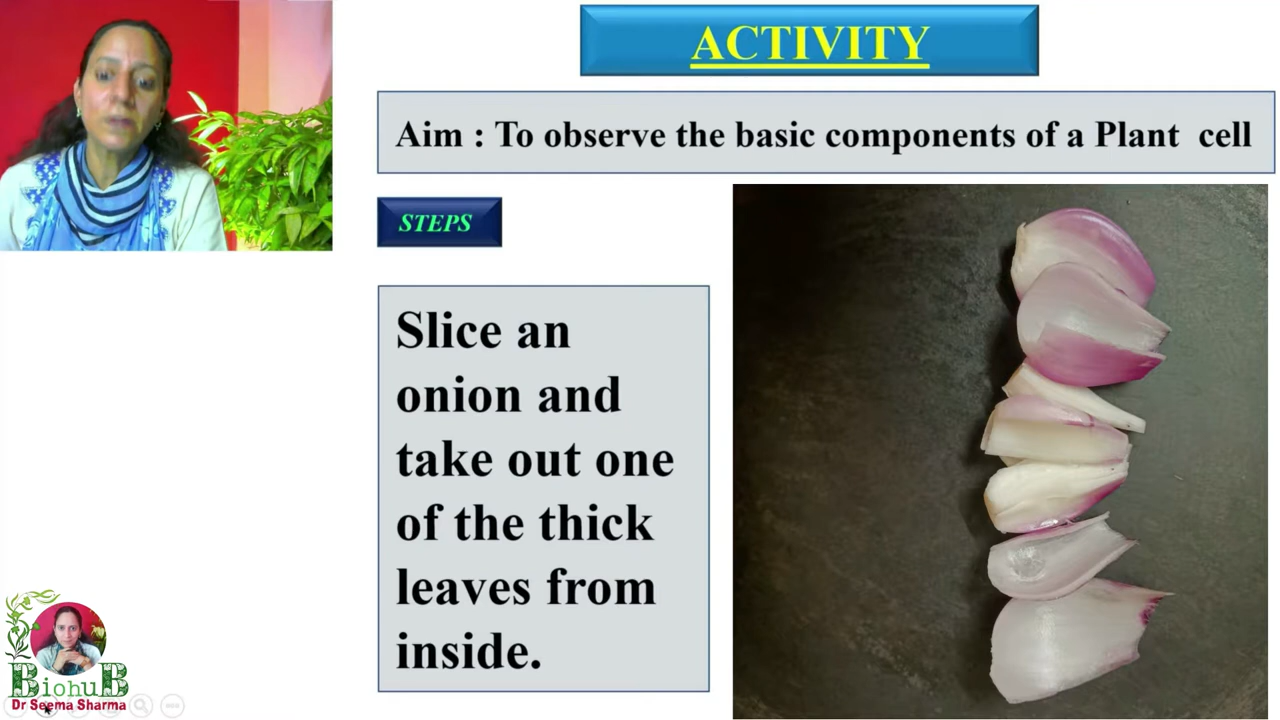 ACTIVITY
Aim : To observe the basic components of a Plant cell
STEPS
Slice an
onion and
take out one
of the thick
leaves from
inside.
BiohuB
Dr Seema Sharma